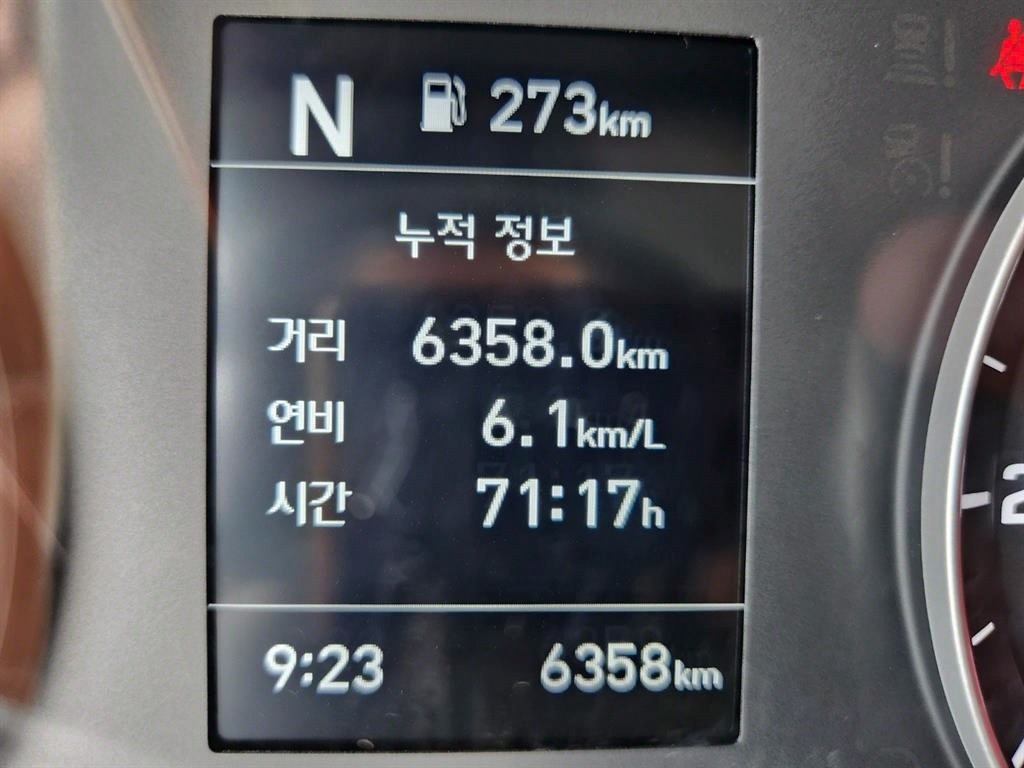 N 273km
누적 정보
거리 6358.0km
연비 6.1km/L
시간 71:17h
9:23 6358km
2